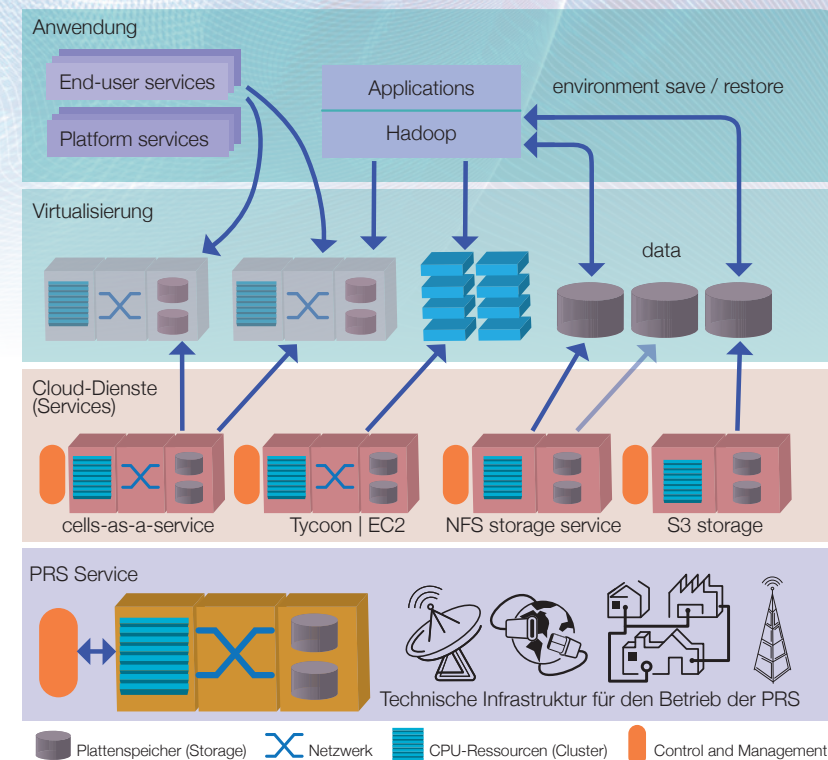 Anwendung
End-user services
Platform services
Applications
Hadoop
environment save / restore
Virtualisierung
data
Cloud-Dienste
(Services)
cells-as-a-service
Tycoon | EC2
NFS storage service
S3 storage
PRS Service
Technische Infrastruktur für den Betrieb der PRS
Plattenspeicher (Storage)
Netzwerk
CPU-Ressourcen (Cluster)
Control and Management